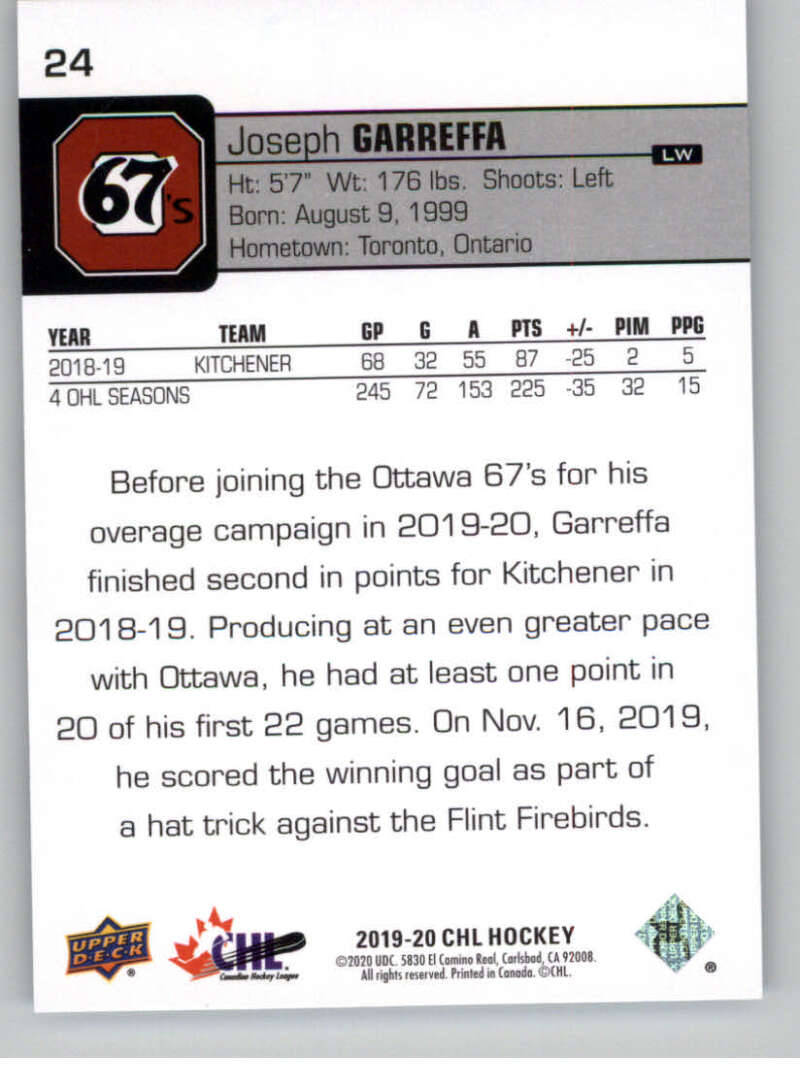 24
67's
Joseph GARREFFA
LW
Ht: 5'7" Wt: 176 lbs. Shoots: Left
Born: August 9, 1999
Hometown: Toronto, Ontario
YEAR TEAM GP G A PTS +/- PIM PPG
2018-19 KITCHENER 68 32 55 87 -25 2 5
4 OHL SEASONS 245 72 153 225 -35 32 15
Before joining the Ottawa 67's for his
overage campaign in 2019-20, Garreffa
finished second in points for Kitchener in
2018-19. Producing at an even greater pace
with Ottawa, he had at least one point in
20 of his first 22 games. On Nov. 16, 2019,
he scored the winning goal as part of
a hat trick against the Flint Firebirds.
UPPER
D·E·C·K
®
CHL.
Canadian Hockey League
2019-20 CHL HOCKEY
©2020 UDC. 5830 El Camino Real, Carlsbad, CA 92008.
All rights reserved. Printed in Canada. ©CHL.
UPPER DECK
®